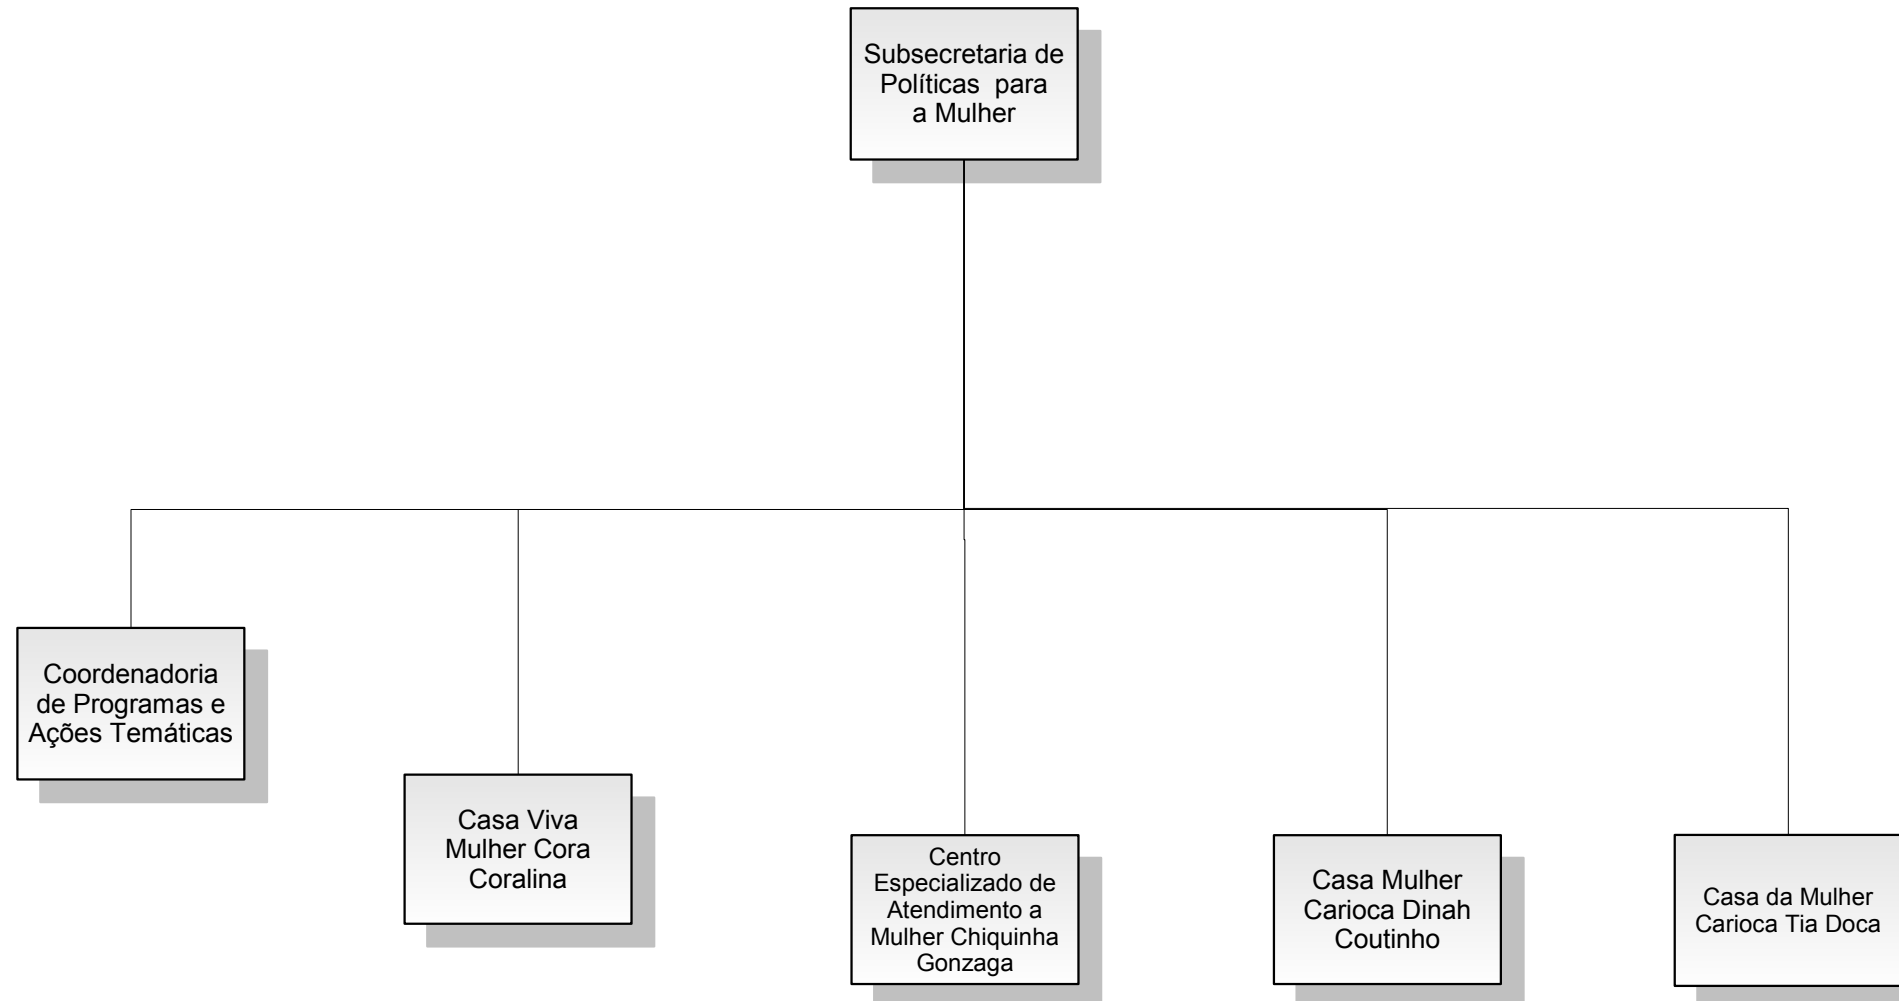 Subsecretaria de
Políticas  para
a Mulher
Coordenadoria
de Programas e
Ações Temáticas
Casa Viva
Mulher Cora
Coralina
Centro
Especializado de
Atendimento a
Mulher Chiquinha
Gonzaga
Casa Mulher
Carioca Dinah
Coutinho
Casa da Mulher
Carioca Tia Doca